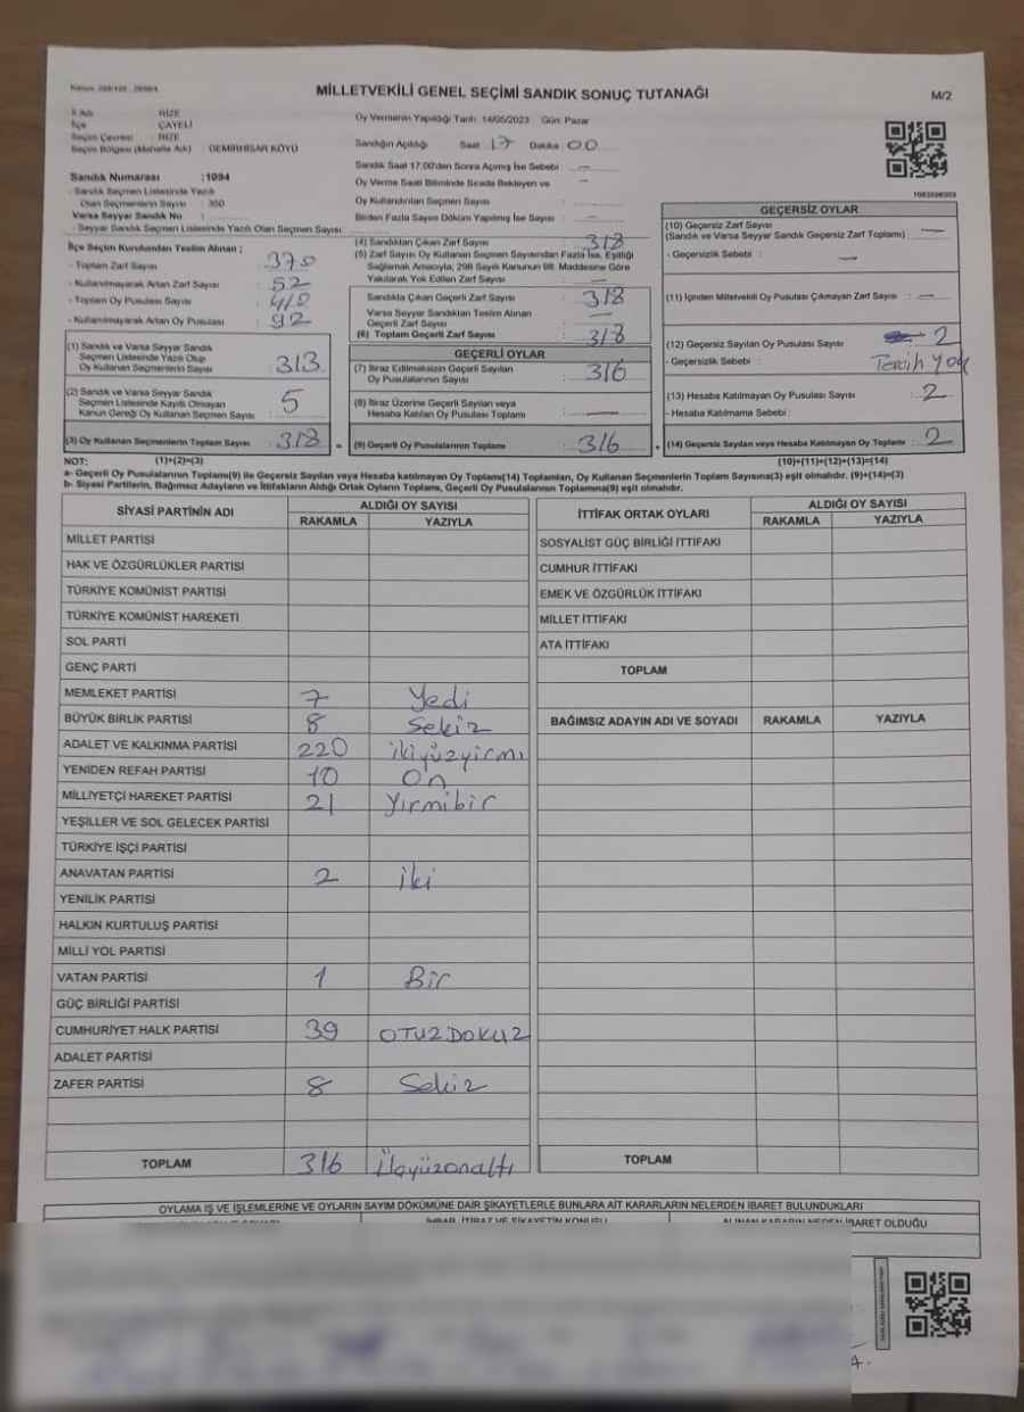 MİLLETVEKİLİ GENEL SEÇİMİ SANDIK SONUÇ TUTANAĞI
M/2
İli Adı : RİZE
İlçe : ÇAYELİ
Seçim Çevresi : RİZE
Seçim Bölgesi (Mahalle Adı) : DEMİRHİSAR KÖYÜ
Oy Vermenin Yapıldığı Tarih: 14/05/2023 Gün: Pazar
Sandığın Açıldığı Saat 17 Dakika 00
Sandık Saat 17:00'den Sonra Açılmış İse Sebebi : —
Oy Verme Saati Bitiminde Sırada Bekleyen ve —
Oy Kullandırılan Seçmen Sayısı
Birden Fazla Sayım Döküm Yapılmış İse Sayısı : —
Sandık Numarası : 1094
- Sandık Seçmen Listesinde Yazılı
Olan Seçmenlerin Sayısı : 350
Varsa Seyyar Sandık No :
- Seyyar Sandık Seçmen Listesinde Yazılı Olan Seçmen Sayısı :
İlçe Seçim Kurulundan Teslim Alınan ;
- Toplam Zarf Sayısı : 370
- Kullanılmayarak Artan Zarf Sayısı : 52
- Toplam Oy Pusulası Sayısı : 410
- Kullanılmayarak Artan Oy Pusulası : 92
(1) Sandık ve Varsa Seyyar Sandık
Seçmen Listesinde Yazılı Olup
Oy Kullanan Seçmenlerin Sayısı : 313
(2) Sandık ve Varsa Seyyar Sandık
Seçmen Listesinde Kayıtlı Olmayan
Kanun Gereği Oy Kullanan Seçmen Sayısı : 5
(3) Oy Kullanan Seçmenlerin Toplam Sayısı : 318
(4) Sandıktan Çıkan Zarf Sayısı : 318
(5) Zarf Sayısı Oy Kullanan Seçmen Sayısından Fazla İse, Eşitliği
Sağlamak Amacıyla, 298 Sayılı Kanunun 98. Maddesine Göre
Yakılarak Yok Edilen Zarf Sayısı : —
Sandıkta Çıkan Geçerli Zarf Sayısı : 318
Varsa Seyyar Sandıktan Teslim Alınan
Geçerli Zarf Sayısı : —
(6) Toplam Geçerli Zarf Sayısı : 318
GEÇERLİ OYLAR
(7) İtiraz Edilmeksizin Geçerli Sayılan
Oy Pusulalarının Sayısı : 316
(8) İtiraz Üzerine Geçerli Sayılan veya
Hesaba Katılan Oy Pusulası Toplamı : —
= (9) Geçerli Oy Pusulalarının Toplamı : 316
GEÇERSİZ OYLAR
(10) Geçersiz Zarf Sayısı
(Sandık ve Varsa Seyyar Sandık Geçersiz Zarf Toplamı) : —
- Geçersizlik Sebebi : —
(11) İçinden Milletvekili Oy Pusulası Çıkmayan Zarf Sayısı : —
(12) Geçersiz Sayılan Oy Pusulası Sayısı : 2
- Geçersizlik Sebebi : Tercih Yok
(13) Hesaba Katılmayan Oy Pusulası Sayısı : 2
- Hesaba Katılmama Sebebi :
+ (14) Geçersiz Sayılan veya Hesaba Katılmayan Oy Toplamı : 2
NOT: (1)+(2)=(3)
(10)+(11)+(12)+(13)=(14)
a- Geçerli Oy Pusulalarının Toplamı(9) ile Geçersiz Sayılan veya Hesaba katılmayan Oy Toplamı(14) Toplamları, Oy Kullanan Seçmenlerin Toplam Sayısına(3) eşit olmalıdır. (9)+(14)=(3)
b- Siyasi Partilerin, Bağımsız Adayların ve İttifakların Aldığı Ortak Oyların Toplamı, Geçerli Oy Pusulalarının Toplamına(9) eşit olmalıdır.
SİYASİ PARTİNİN ADI
ALDIĞI OY SAYISI
RAKAMLA YAZIYLA
MİLLET PARTİSİ
HAK VE ÖZGÜRLÜKLER PARTİSİ
TÜRKİYE KOMÜNİST PARTİSİ
TÜRKİYE KOMÜNİST HAREKETİ
SOL PARTİ
GENÇ PARTİ
MEMLEKET PARTİSİ 7 Yedi
BÜYÜK BİRLİK PARTİSİ 8 Sekiz
ADALET VE KALKINMA PARTİSİ 220 ikiyüzyirmi
YENİDEN REFAH PARTİSİ 10 On
MİLLİYETÇİ HAREKET PARTİSİ 21 Yirmibir
YEŞİLLER VE SOL GELECEK PARTİSİ
TÜRKİYE İŞÇİ PARTİSİ
ANAVATAN PARTİSİ 2 iki
YENİLİK PARTİSİ
HALKIN KURTULUŞ PARTİSİ
MİLLİ YOL PARTİSİ
VATAN PARTİSİ 1 Bir
GÜÇ BİRLİĞİ PARTİSİ
CUMHURİYET HALK PARTİSİ 39 OTUZDOKUZ
ADALET PARTİSİ
ZAFER PARTİSİ 8 Sekiz
TOPLAM 316 Üçyüzonaltı
İTTİFAK ORTAK OYLARI
ALDIĞI OY SAYISI
RAKAMLA YAZIYLA
SOSYALİST GÜÇ BİRLİĞİ İTTİFAKI
CUMHUR İTTİFAKI
EMEK VE ÖZGÜRLÜK İTTİFAKI
MİLLET İTTİFAKI
ATA İTTİFAKI
TOPLAM
BAĞIMSIZ ADAYIN ADI VE SOYADI RAKAMLA YAZIYLA
TOPLAM
OYLAMA İŞ VE İŞLEMLERİNE VE OYLARIN SAYIM DÖKÜMÜNE DAİR ŞİKAYETLERLE BUNLARA AİT KARARLARIN NELERDEN İBARET BULUNDUKLARI
İHBAR, İTİRAZ VE ŞİKAYETİN KONUSU
ALINAN KARARIN NEDEN İBARET OLDUĞU